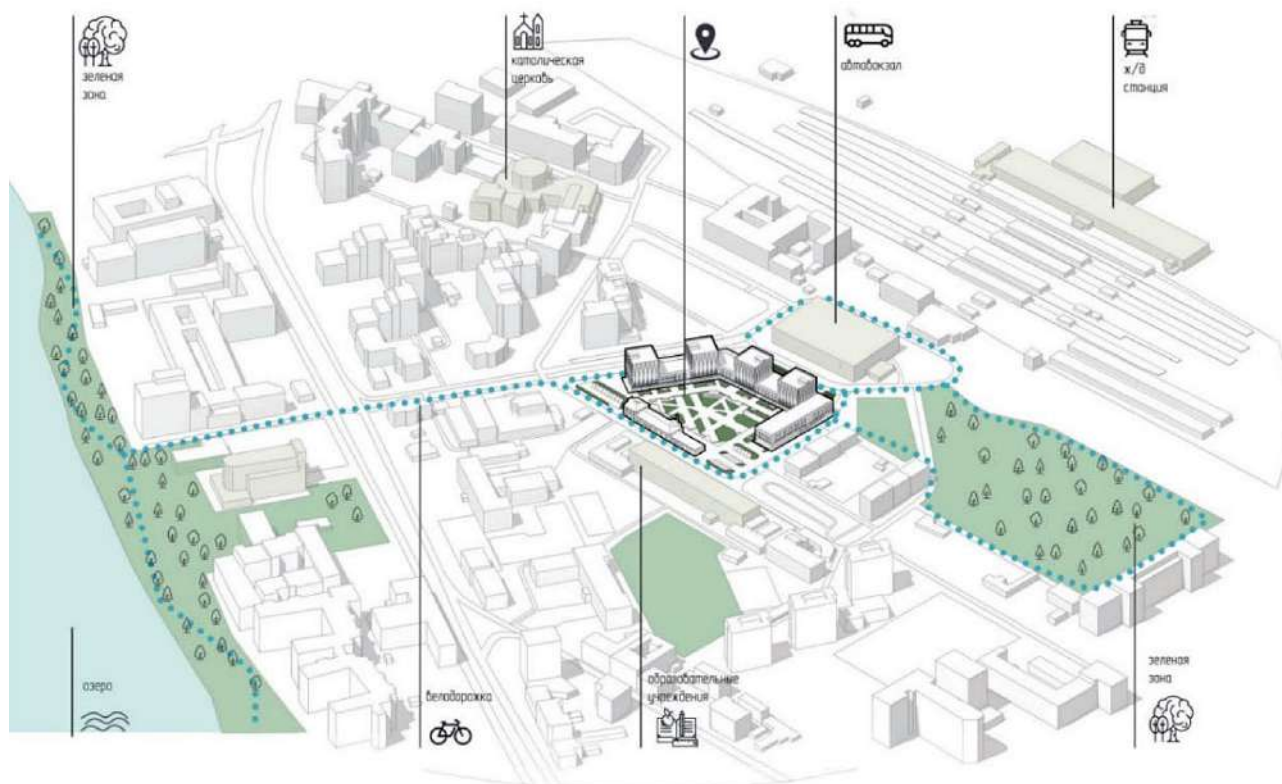 зеленая
зона
католическая
церковь
автовокзал
ж/д
станция
озеро
велодорожка
образовательные
учреждения
зеленая
зона